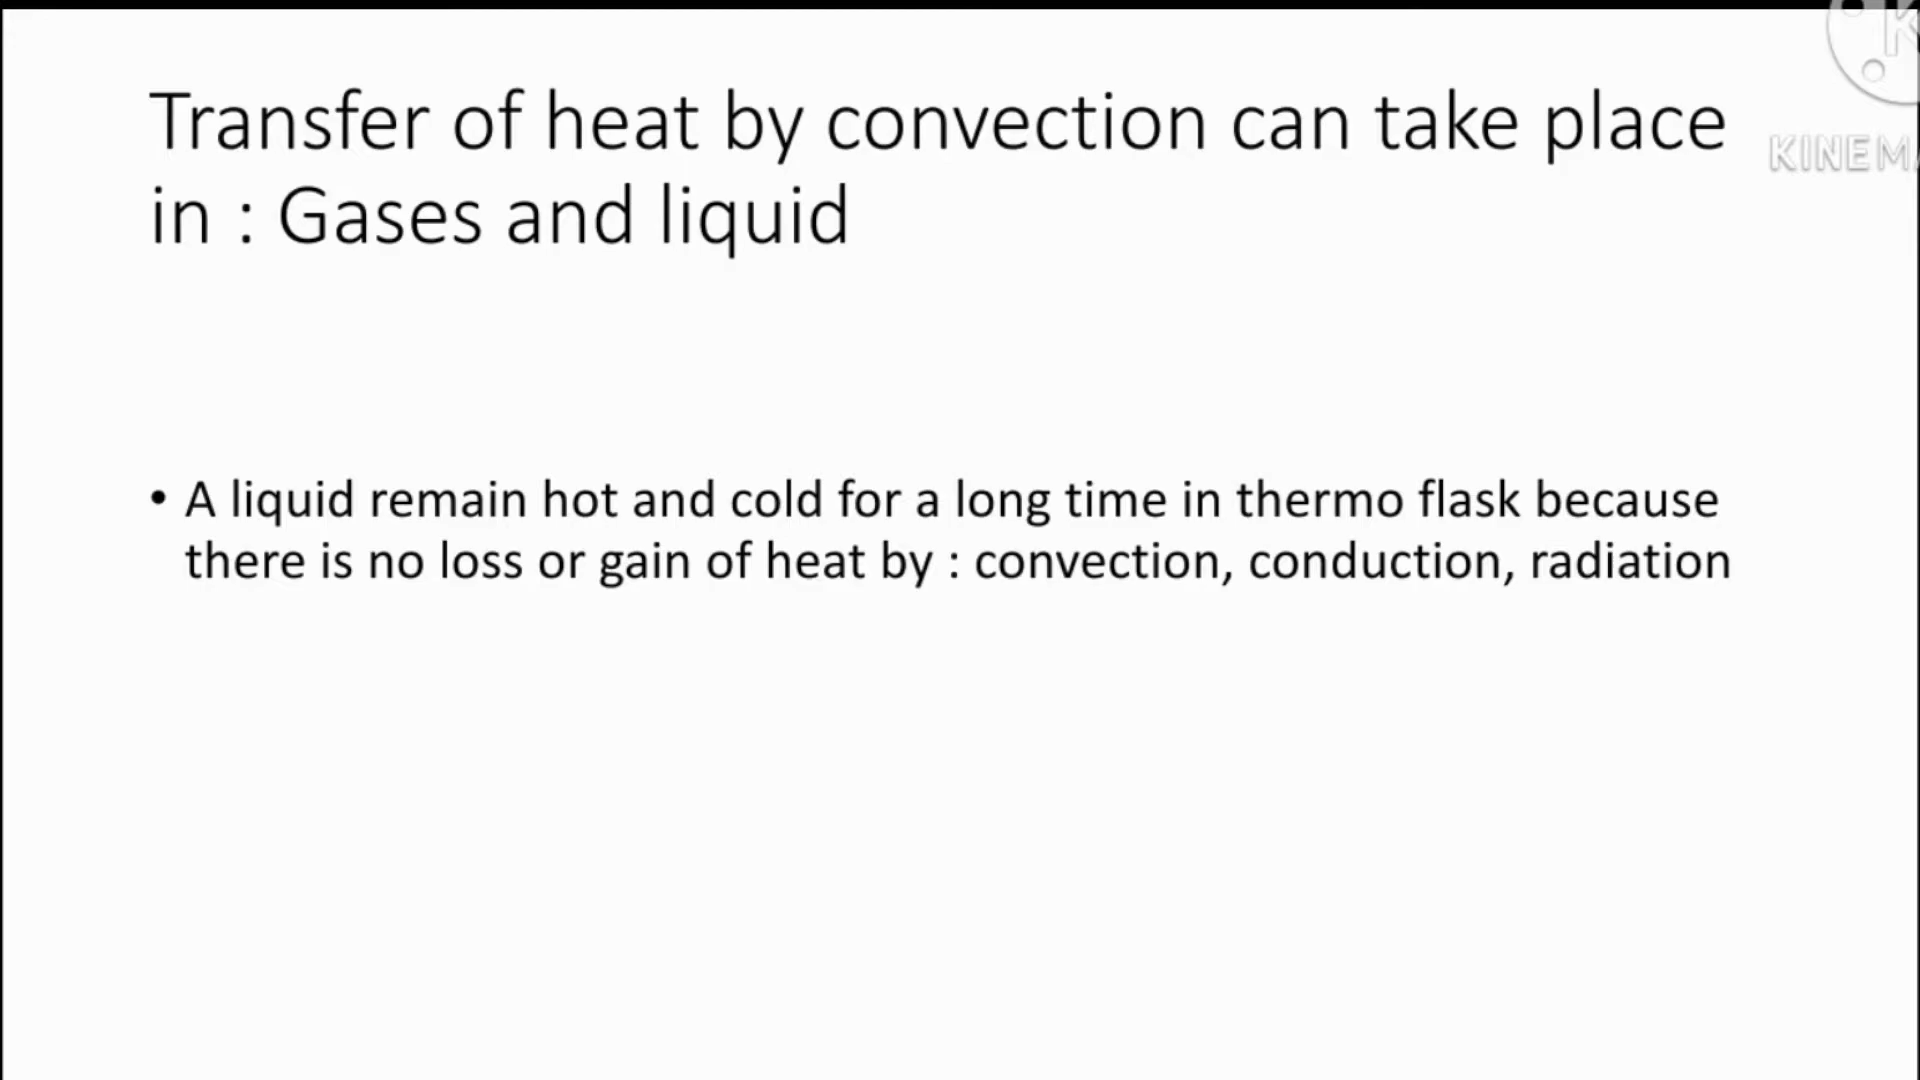 Transfer of heat by convection can take place
in : Gases and liquid
• A liquid remain hot and cold for a long time in thermo flask because
there is no loss or gain of heat by : convection, conduction, radiation
K
KINEMA